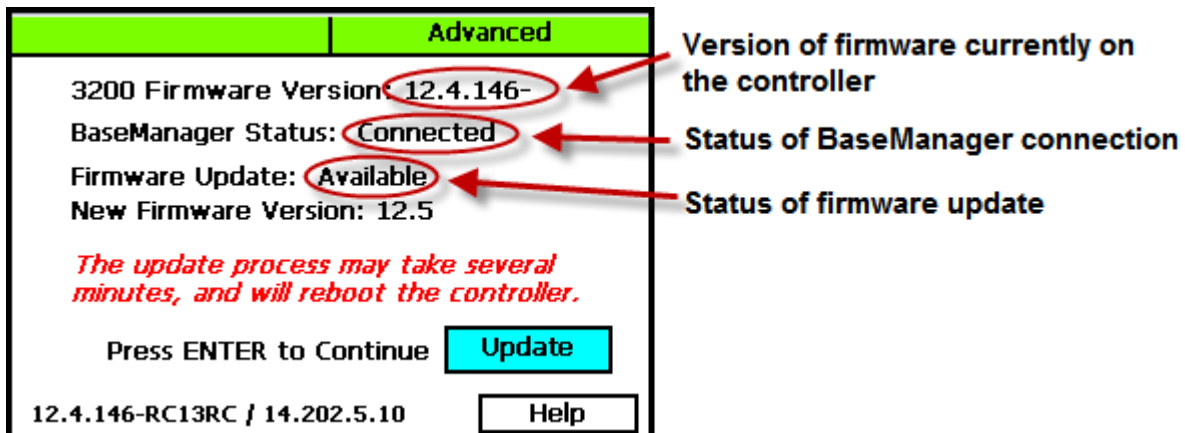 Advanced
3200 Firmware Version: 12.4.146-
BaseManager Status: Connected
Firmware Update: Available
New Firmware Version: 12.5
The update process may take several
minutes, and will reboot the controller.
Press ENTER to Continue
Update
12.4.146-RC13RC / 14.202.5.10
Help
Version of firmware currently on
the controller
Status of BaseManager connection
Status of firmware update